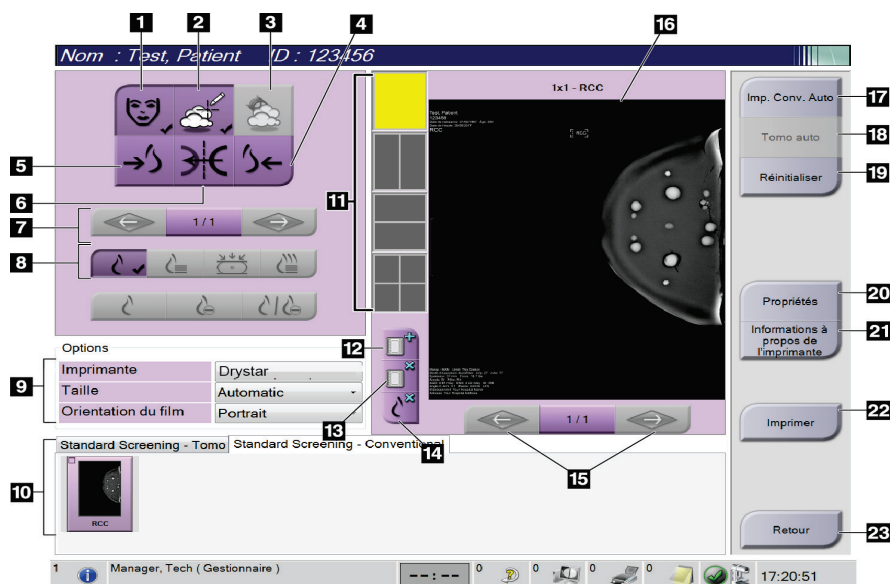 1
2
3
4
16
Nom : Test, Patient ID : 123456
5
6
7
1/1
8
Options
9
Imprimante
Drystar
Taille
Automatic
Orientation du film
Portrait
10
Standard Screening - Tomo
Standard Screening - Conventional
RCC
11
12
13
14
1x1 - RCC
Test, Patient
123456
RCC
RCC
1/1
15
Imp. Conv. Auto
17
Tomo auto
18
Réinitialiser
19
Propriétés
20
Informations à
propos de
l'imprimante
21
Imprimer
22
Retour
23
1
Manager, Tech ( Gestionnaire )
--:--
0
0
0
0
17:20:51